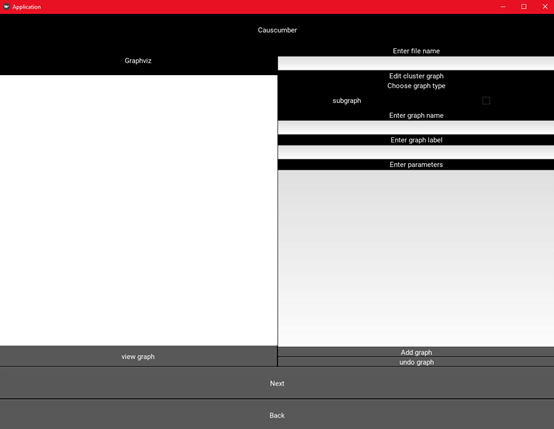 Application
Causcumber
Graphviz
Enter file name
Edit cluster graph
Choose graph type
subgraph
Enter graph name
Enter graph label
Enter parameters
view graph
Add graph
undo graph
Next
Back